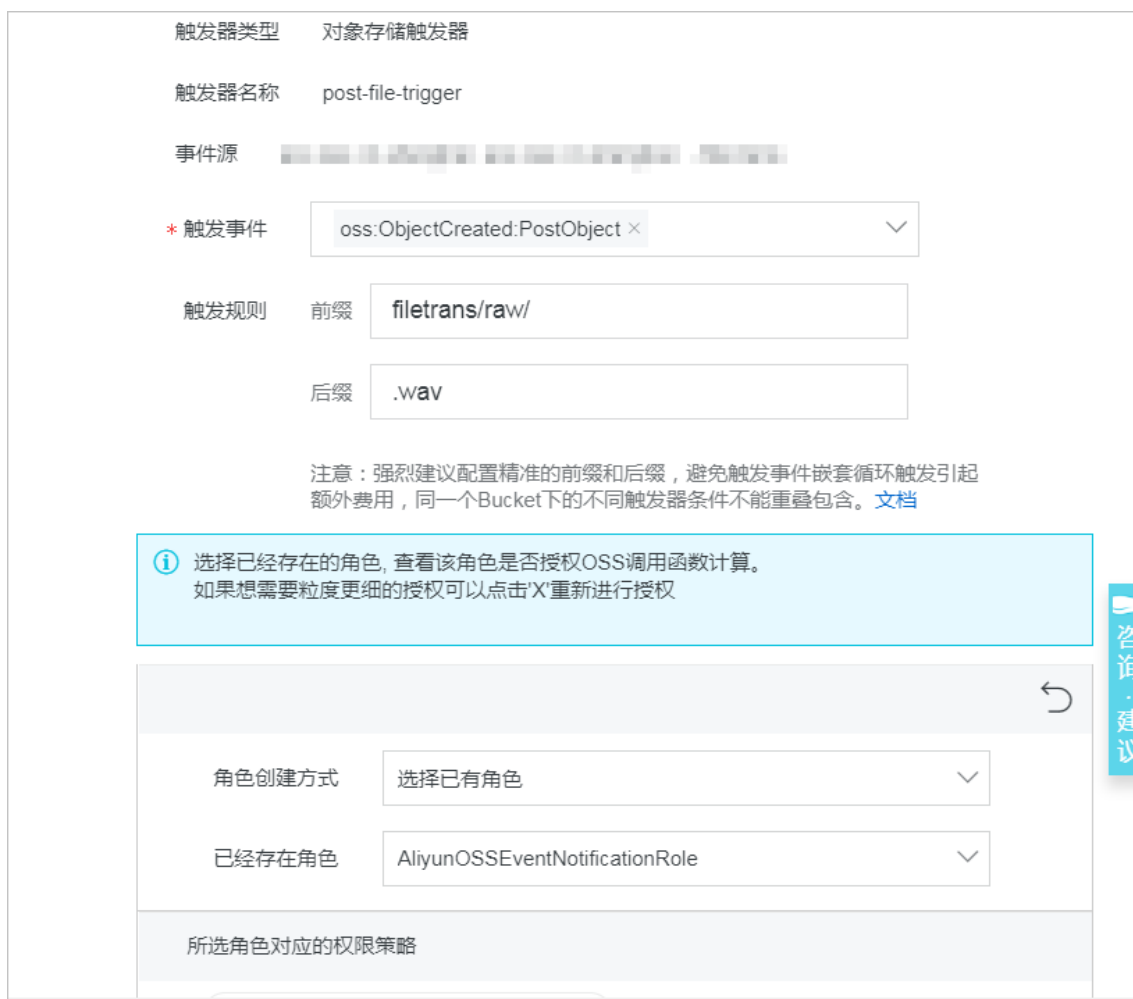 触发器类型 对象存储触发器
触发器名称 post-file-trigger
事件源
* 触发事件 oss:ObjectCreated:PostObject ×
触发规则 前缀 filetrans/raw/
后缀 .wav
注意：强烈建议配置精准的前缀和后缀，避免触发事件嵌套循环触发引起
额外费用，同一个Bucket下的不同触发器条件不能重叠包含。文档
选择已经存在的角色, 查看该角色是否授权OSS调用函数计算。
如果想需要粒度更细的授权可以点击'X'重新进行授权
咨询·建议
角色创建方式 选择已有角色
已经存在角色 AliyunOSSEventNotificationRole
所选角色对应的权限策略